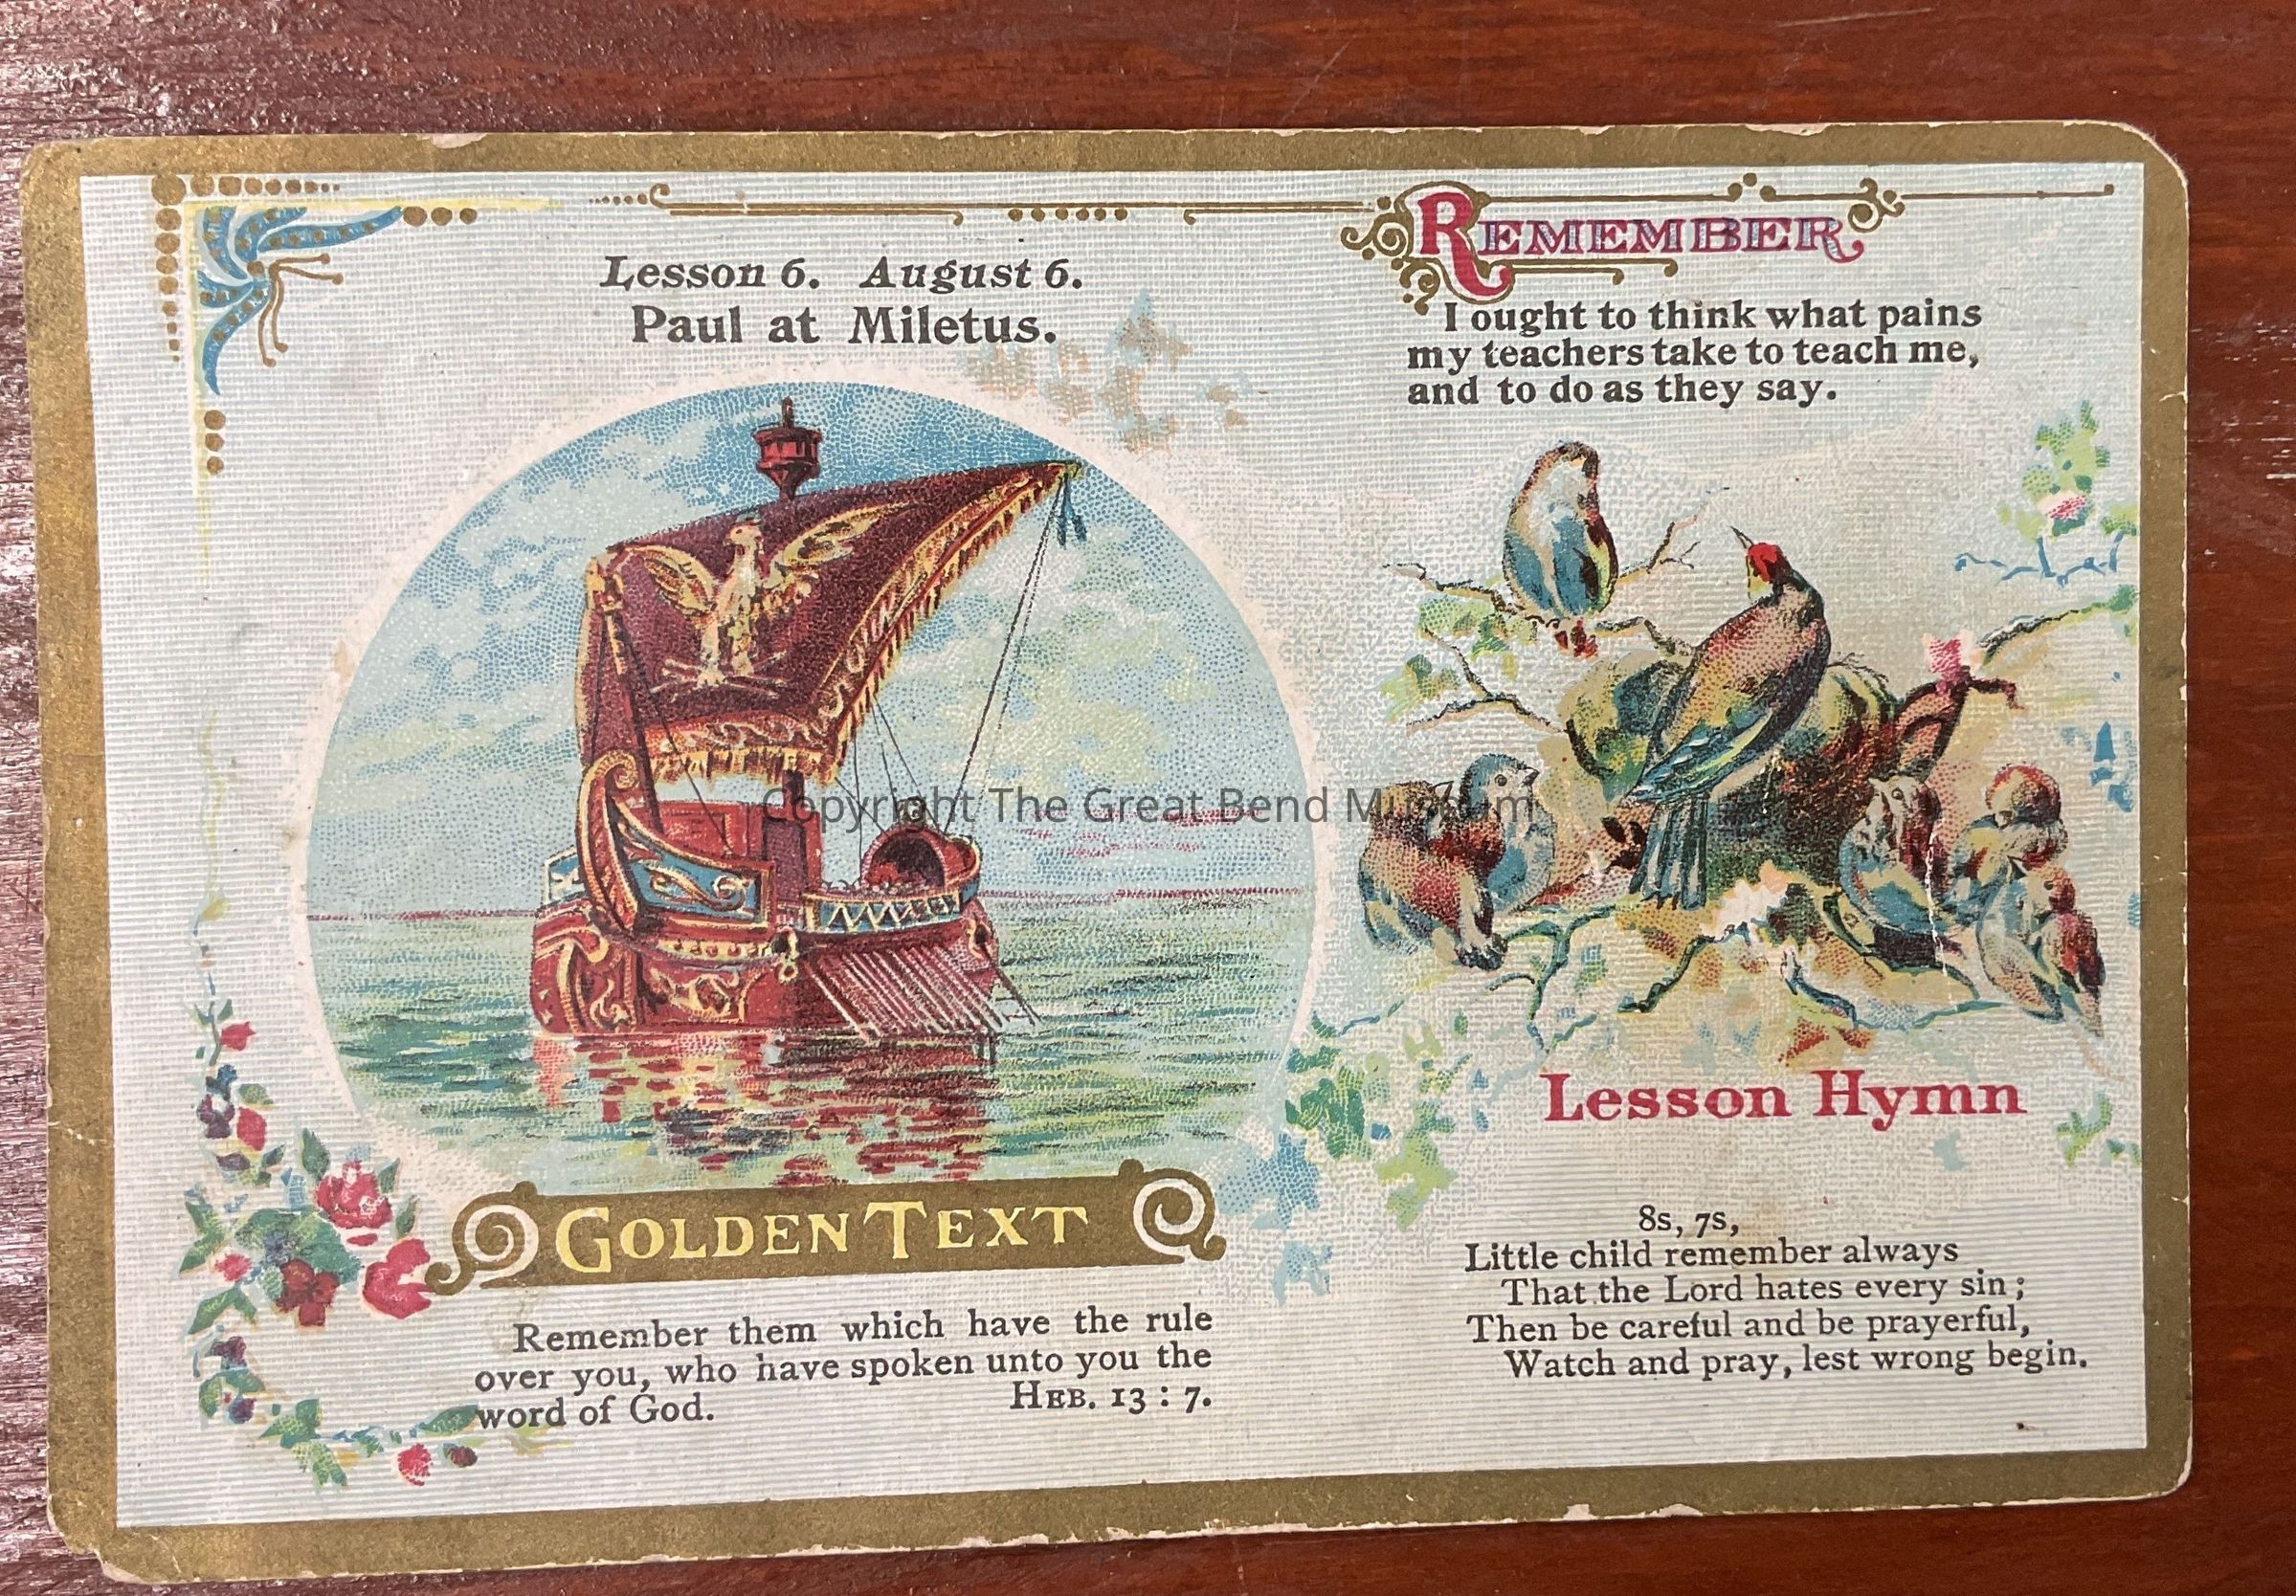 Lesson 6. August 6.
Paul at Miletus.
GOLDEN TEXT
Remember them which have the rule
over you, who have spoken unto you the
word of God. HEB. 13 : 7.
REMEMBER
I ought to think what pains
my teachers take to teach me,
and to do as they say.
Lesson Hymn
8s, 7s,
Little child remember always
That the Lord hates every sin;
Then be careful and be prayerful,
Watch and pray, lest wrong begin.
Copyright The Great Bend Museum